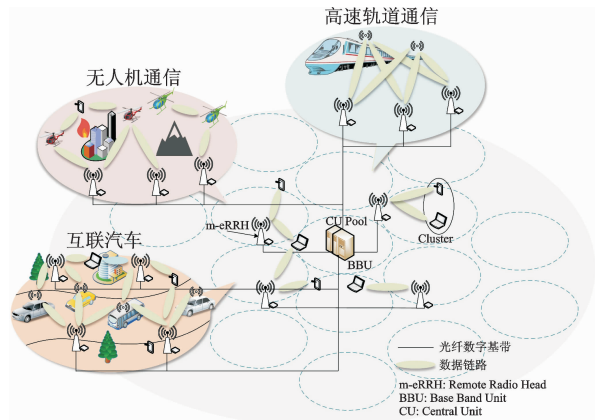 高速轨道通信
无人机通信
m-eRRH
CU Pool
BBU
Cluster
互联汽车
光纤数字基带
数据链路
m-eRRH: Remote Radio Head
BBU: Base Band Unit
CU: Central Unit